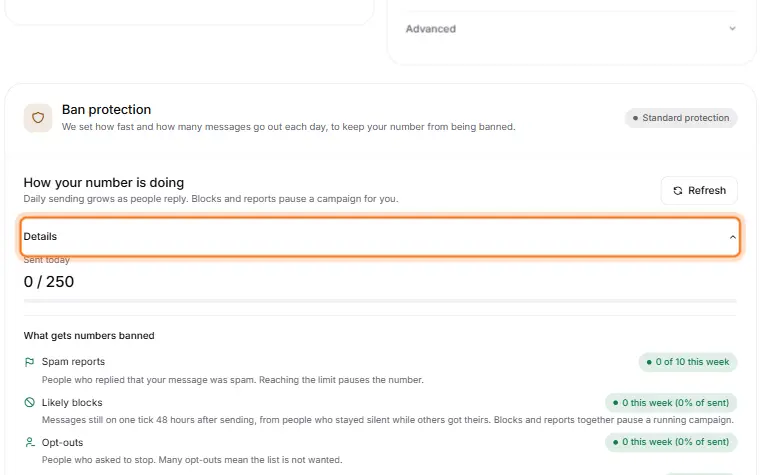 Advanced
Ban protection
We set how fast and how many messages go out each day, to keep your number from being banned.
Standard protection
How your number is doing
Daily sending grows as people reply. Blocks and reports pause a campaign for you.
Refresh
Details
Sent today
0 / 250
What gets numbers banned
Spam reports
0 of 10 this week
People who replied that your message was spam. Reaching the limit pauses the number.
Likely blocks
0 this week (0% of sent)
Messages still on one tick 48 hours after sending, from people who stayed silent while others got theirs. Blocks and reports together pause a running campaign.
Opt-outs
0 this week (0% of sent)
People who asked to stop. Many opt-outs mean the list is not wanted.